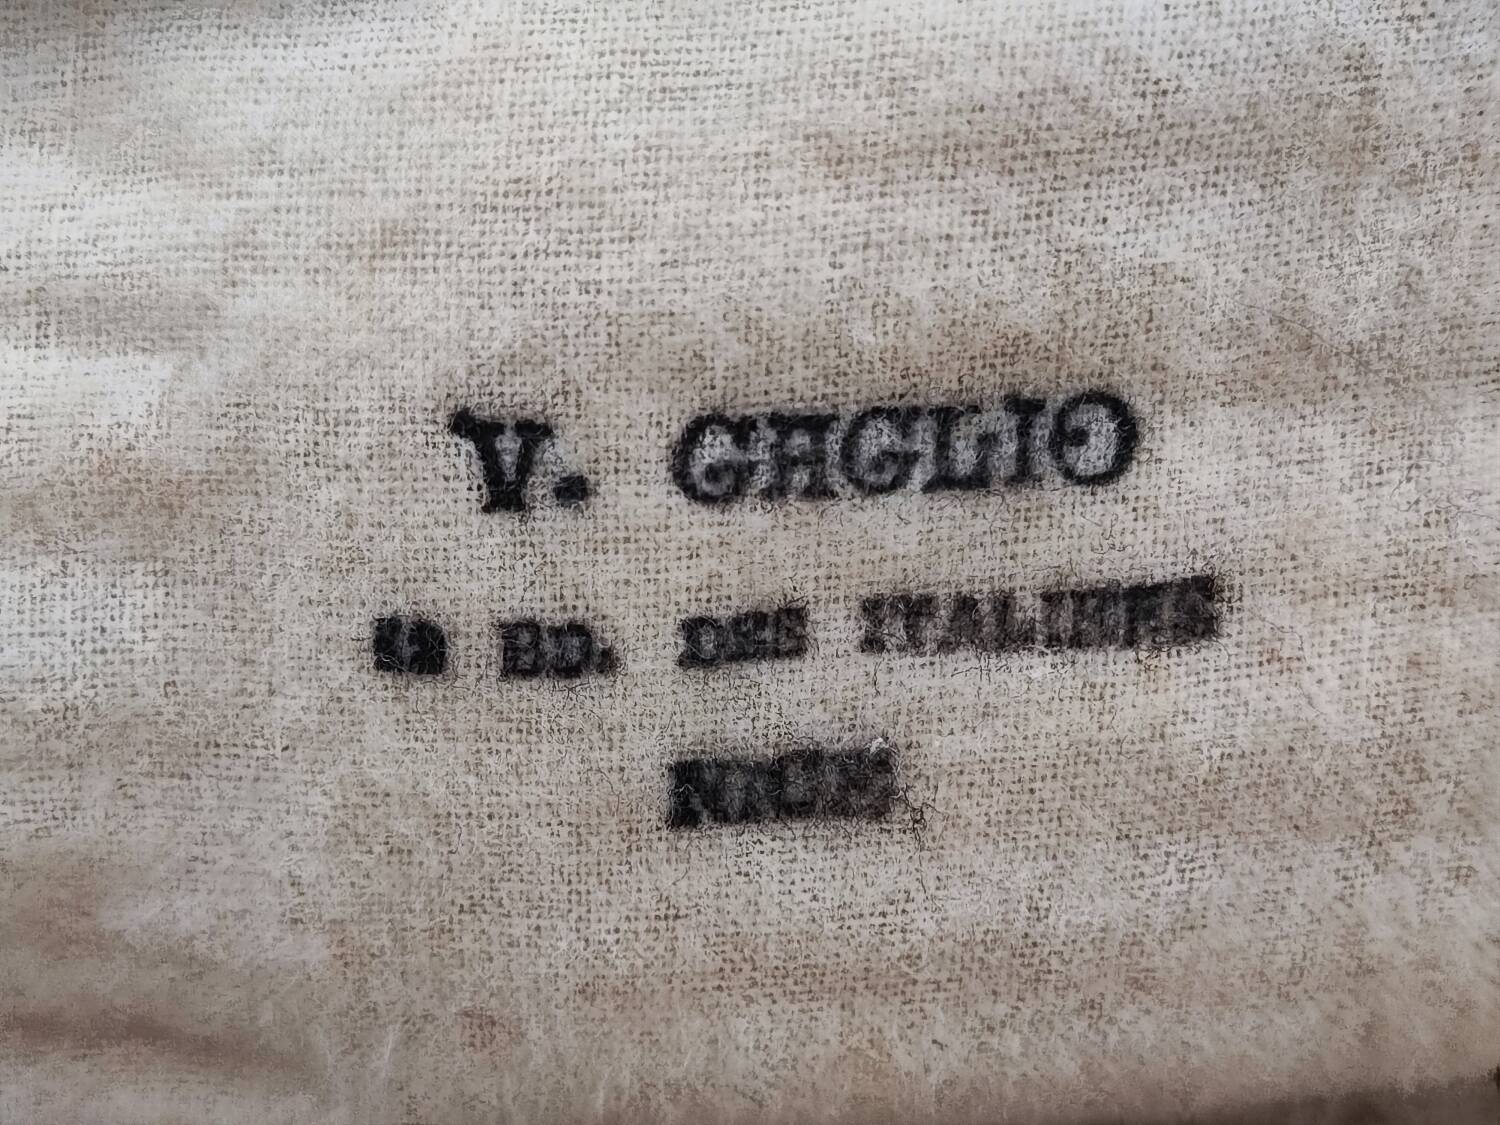 V. GAGLIO
BD. DES ITALIENS